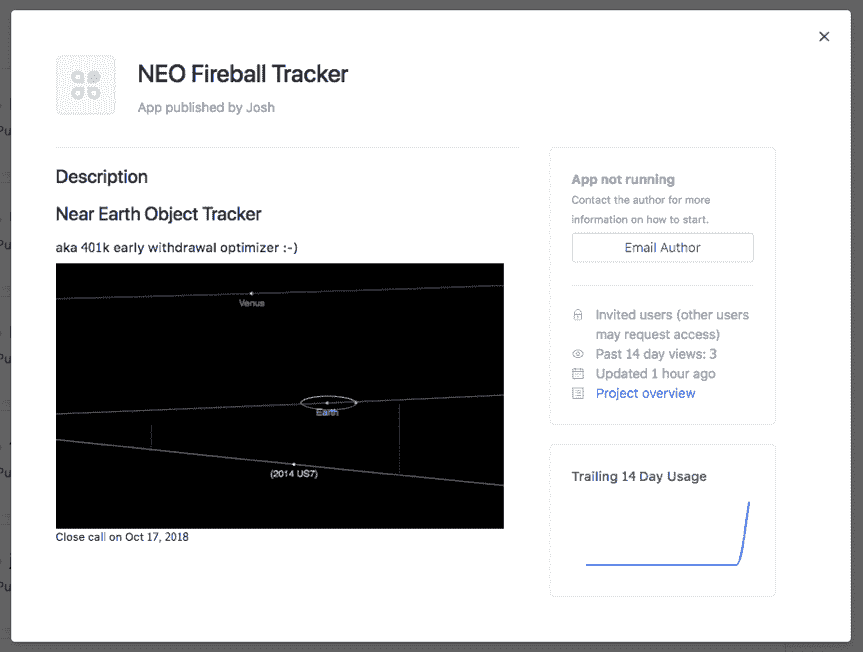 NEO Fireball Tracker
App published by Josh
Description
Near Earth Object Tracker
aka 401k early withdrawal optimizer :-)
Venus
Earth
(2014 US7)
Close call on Oct 17, 2018
App not running
Contact the author for more
information on how to start.
Email Author
Invited users (other users
may request access)
Past 14 day views: 3
Updated 1 hour ago
Project overview
Trailing 14 Day Usage